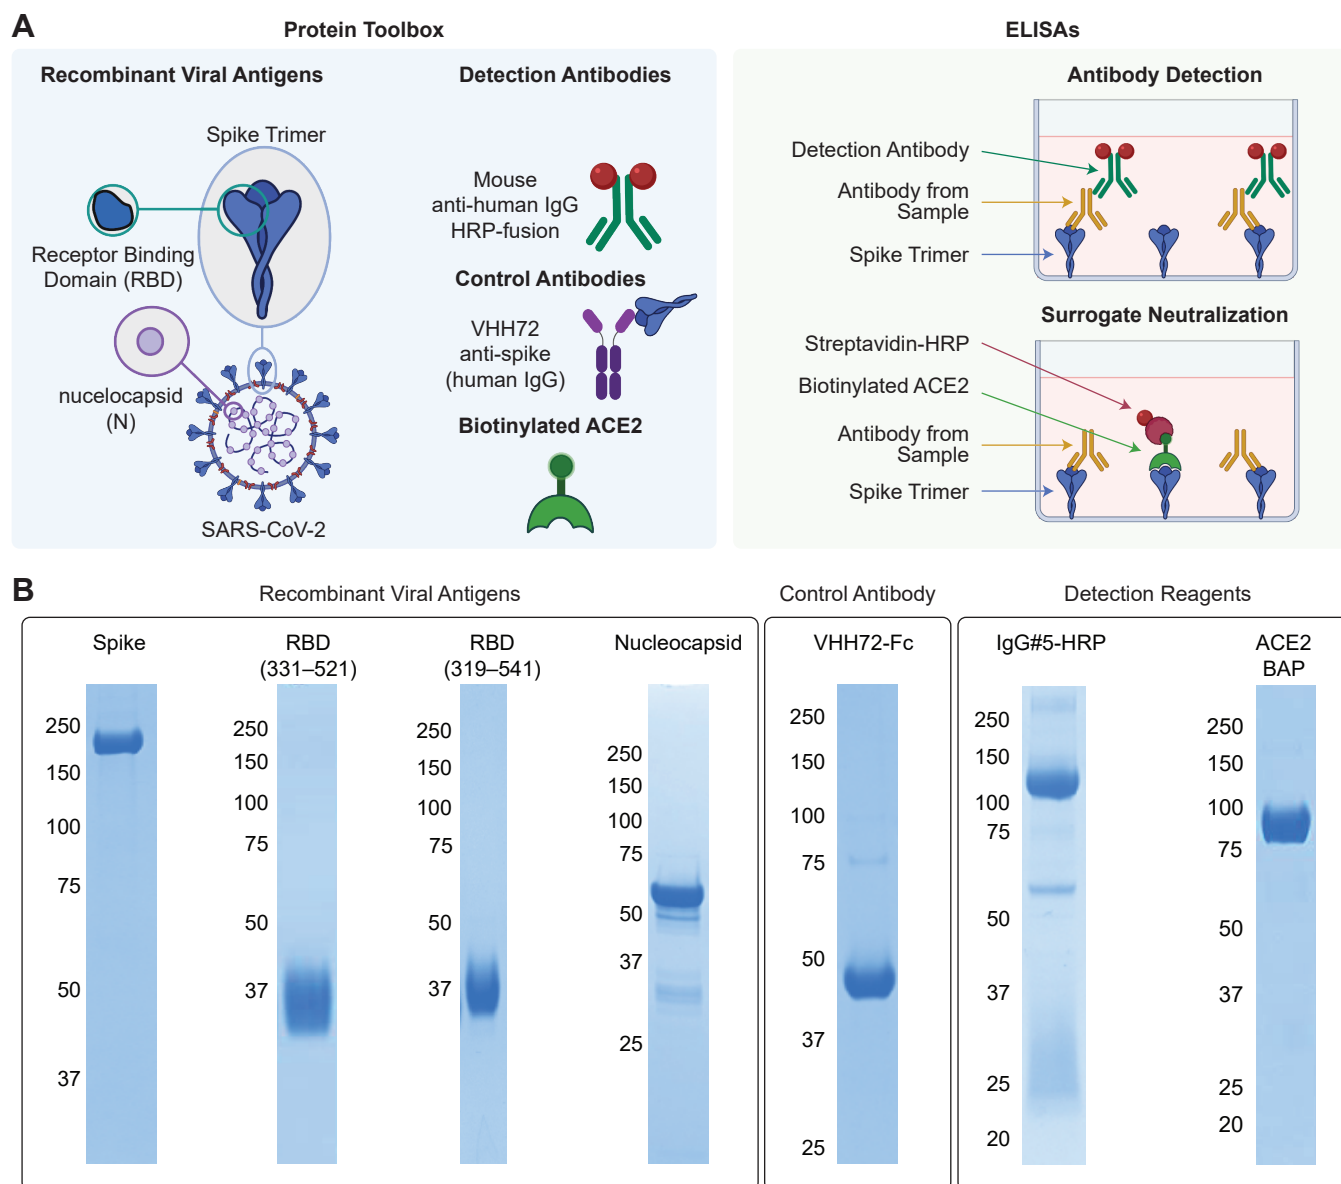 A
Protein Toolbox
ELISAs
Recombinant Viral Antigens
Detection Antibodies
Antibody Detection
Spike Trimer
Receptor Binding
Domain (RBD)
nucelocapsid
(N)
SARS-CoV-2
Mouse
anti-human IgG
HRP-fusion
Control Antibodies
VHH72
anti-spike
(human IgG)
Biotinylated ACE2
Detection Antibody
Antibody from
Sample
Spike Trimer
Surrogate Neutralization
Streptavidin-HRP
Biotinylated ACE2
Antibody from
Sample
Spike Trimer
B
Recombinant Viral Antigens
Control Antibody
Detection Reagents
Spike
250
150
100
75
50
37
RBD
(331–521)
250
150
100
75
50
37
RBD
(319–541)
250
150
100
75
50
37
Nucleocapsid
250
150
100
75
50
37
25
VHH72-Fc
250
150
100
75
50
37
25
IgG#5-HRP
250
150
100
75
50
37
25
20
ACE2
BAP
250
150
100
75
50
37
25
20